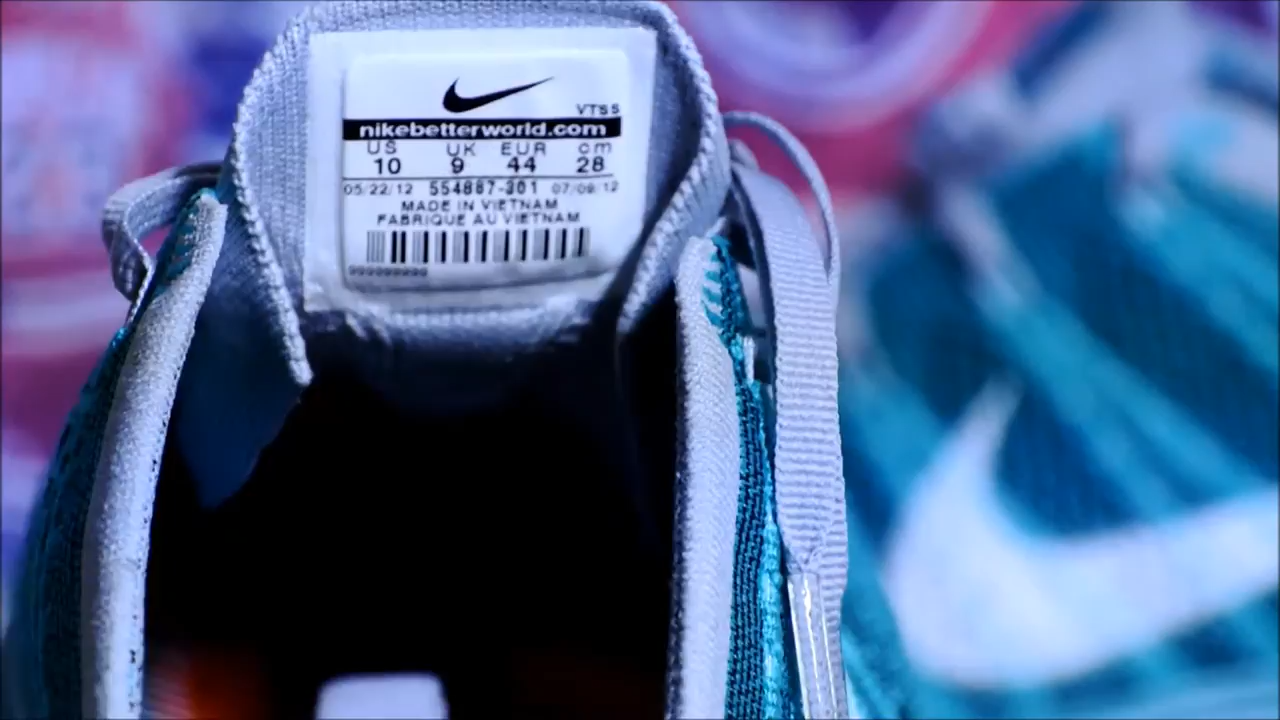 VTSS
nikebetterworld.com
US UK EUR cm
10 9 44 28
05/22/12 554887-301 07/09/12
MADE IN VIETNAM
FABRIQUE AU VIETNAM